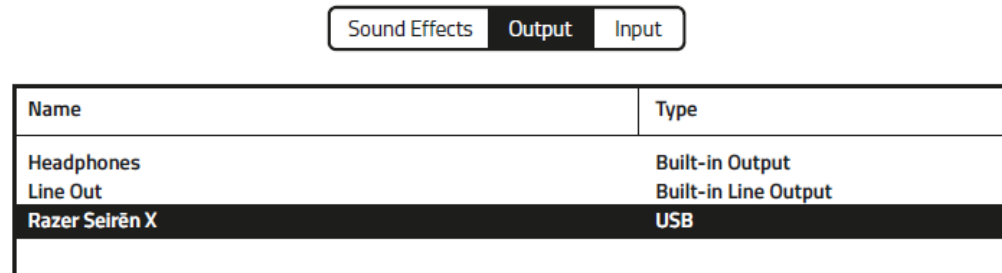 Sound Effects Output Input
Name Type
Headphones Built-in Output
Line Out Built-in Line Output
Razer Seirēn X USB